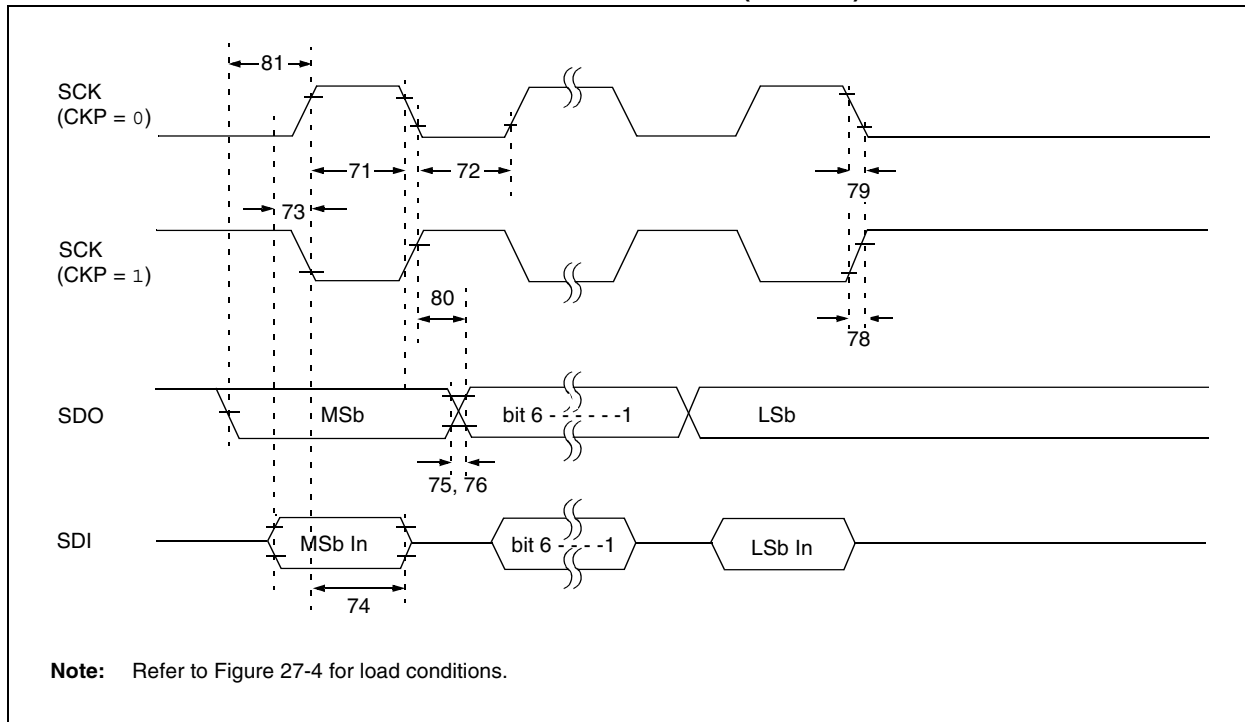 81
SCK
(CKP = 0)
71
72
79
73
SCK
(CKP = 1)
80
78
SDO
MSb
bit 6 - - - - - - -1
LSb
75, 76
SDI
MSb In
bit 6 - - - - -1
LSb In
74
Note: Refer to Figure 27-4 for load conditions.